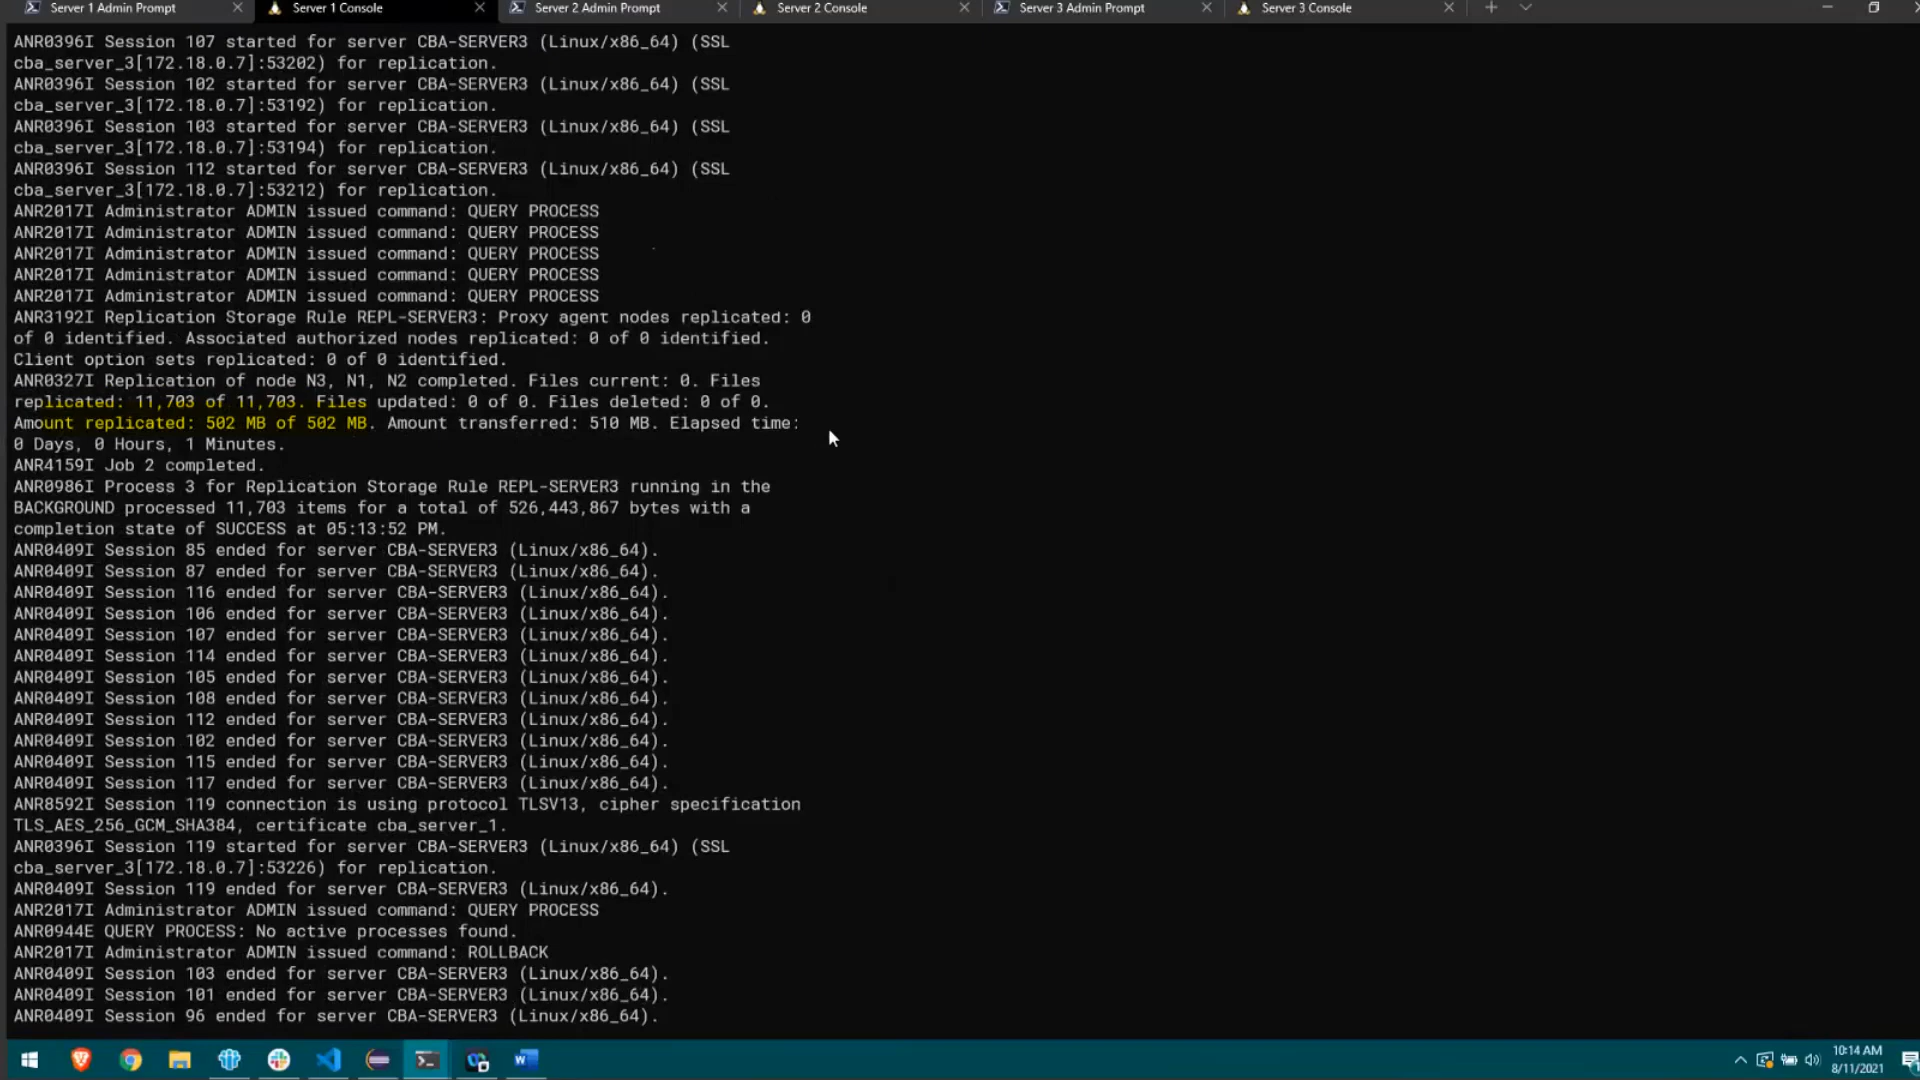 Server 1 Admin Prompt
Server 1 Console
Server 2 Admin Prompt
Server 2 Console
Server 3 Admin Prompt
Server 3 Console
ANR0396I Session 107 started for server CBA-SERVER3 (Linux/x86_64) (SSL
cba_server_3[172.18.0.7]:53202) for replication.
ANR0396I Session 102 started for server CBA-SERVER3 (Linux/x86_64) (SSL
cba_server_3[172.18.0.7]:53192) for replication.
ANR0396I Session 103 started for server CBA-SERVER3 (Linux/x86_64) (SSL
cba_server_3[172.18.0.7]:53194) for replication.
ANR0396I Session 112 started for server CBA-SERVER3 (Linux/x86_64) (SSL
cba_server_3[172.18.0.7]:53212) for replication.
ANR2017I Administrator ADMIN issued command: QUERY PROCESS
ANR2017I Administrator ADMIN issued command: QUERY PROCESS
ANR2017I Administrator ADMIN issued command: QUERY PROCESS
ANR2017I Administrator ADMIN issued command: QUERY PROCESS
ANR2017I Administrator ADMIN issued command: QUERY PROCESS
ANR3192I Replication Storage Rule REPL-SERVER3: Proxy agent nodes replicated: 0
of 0 identified. Associated authorized nodes replicated: 0 of 0 identified.
Client option sets replicated: 0 of 0 identified.
ANR0327I Replication of node N3, N1, N2 completed. Files current: 0. Files
replicated: 11,703 of 11,703. Files updated: 0 of 0. Files deleted: 0 of 0.
Amount replicated: 502 MB of 502 MB. Amount transferred: 510 MB. Elapsed time:
0 Days, 0 Hours, 1 Minutes.
ANR4159I Job 2 completed.
ANR0986I Process 3 for Replication Storage Rule REPL-SERVER3 running in the
BACKGROUND processed 11,703 items for a total of 526,443,867 bytes with a
completion state of SUCCESS at 05:13:52 PM.
ANR0409I Session 85 ended for server CBA-SERVER3 (Linux/x86_64).
ANR0409I Session 87 ended for server CBA-SERVER3 (Linux/x86_64).
ANR0409I Session 116 ended for server CBA-SERVER3 (Linux/x86_64).
ANR0409I Session 106 ended for server CBA-SERVER3 (Linux/x86_64).
ANR0409I Session 107 ended for server CBA-SERVER3 (Linux/x86_64).
ANR0409I Session 114 ended for server CBA-SERVER3 (Linux/x86_64).
ANR0409I Session 105 ended for server CBA-SERVER3 (Linux/x86_64).
ANR0409I Session 108 ended for server CBA-SERVER3 (Linux/x86_64).
ANR0409I Session 112 ended for server CBA-SERVER3 (Linux/x86_64).
ANR0409I Session 102 ended for server CBA-SERVER3 (Linux/x86_64).
ANR0409I Session 115 ended for server CBA-SERVER3 (Linux/x86_64).
ANR0409I Session 117 ended for server CBA-SERVER3 (Linux/x86_64).
ANR8592I Session 119 connection is using protocol TLSV13, cipher specification
TLS_AES_256_GCM_SHA384, certificate cba_server_1.
ANR0396I Session 119 started for server CBA-SERVER3 (Linux/x86_64) (SSL
cba_server_3[172.18.0.7]:53226) for replication.
ANR0409I Session 119 ended for server CBA-SERVER3 (Linux/x86_64).
ANR2017I Administrator ADMIN issued command: QUERY PROCESS
ANR0944E QUERY PROCESS: No active processes found.
ANR2017I Administrator ADMIN issued command: ROLLBACK
ANR0409I Session 103 ended for server CBA-SERVER3 (Linux/x86_64).
ANR0409I Session 101 ended for server CBA-SERVER3 (Linux/x86_64).
ANR0409I Session 96 ended for server CBA-SERVER3 (Linux/x86_64).
10:14 AM
8/11/2021